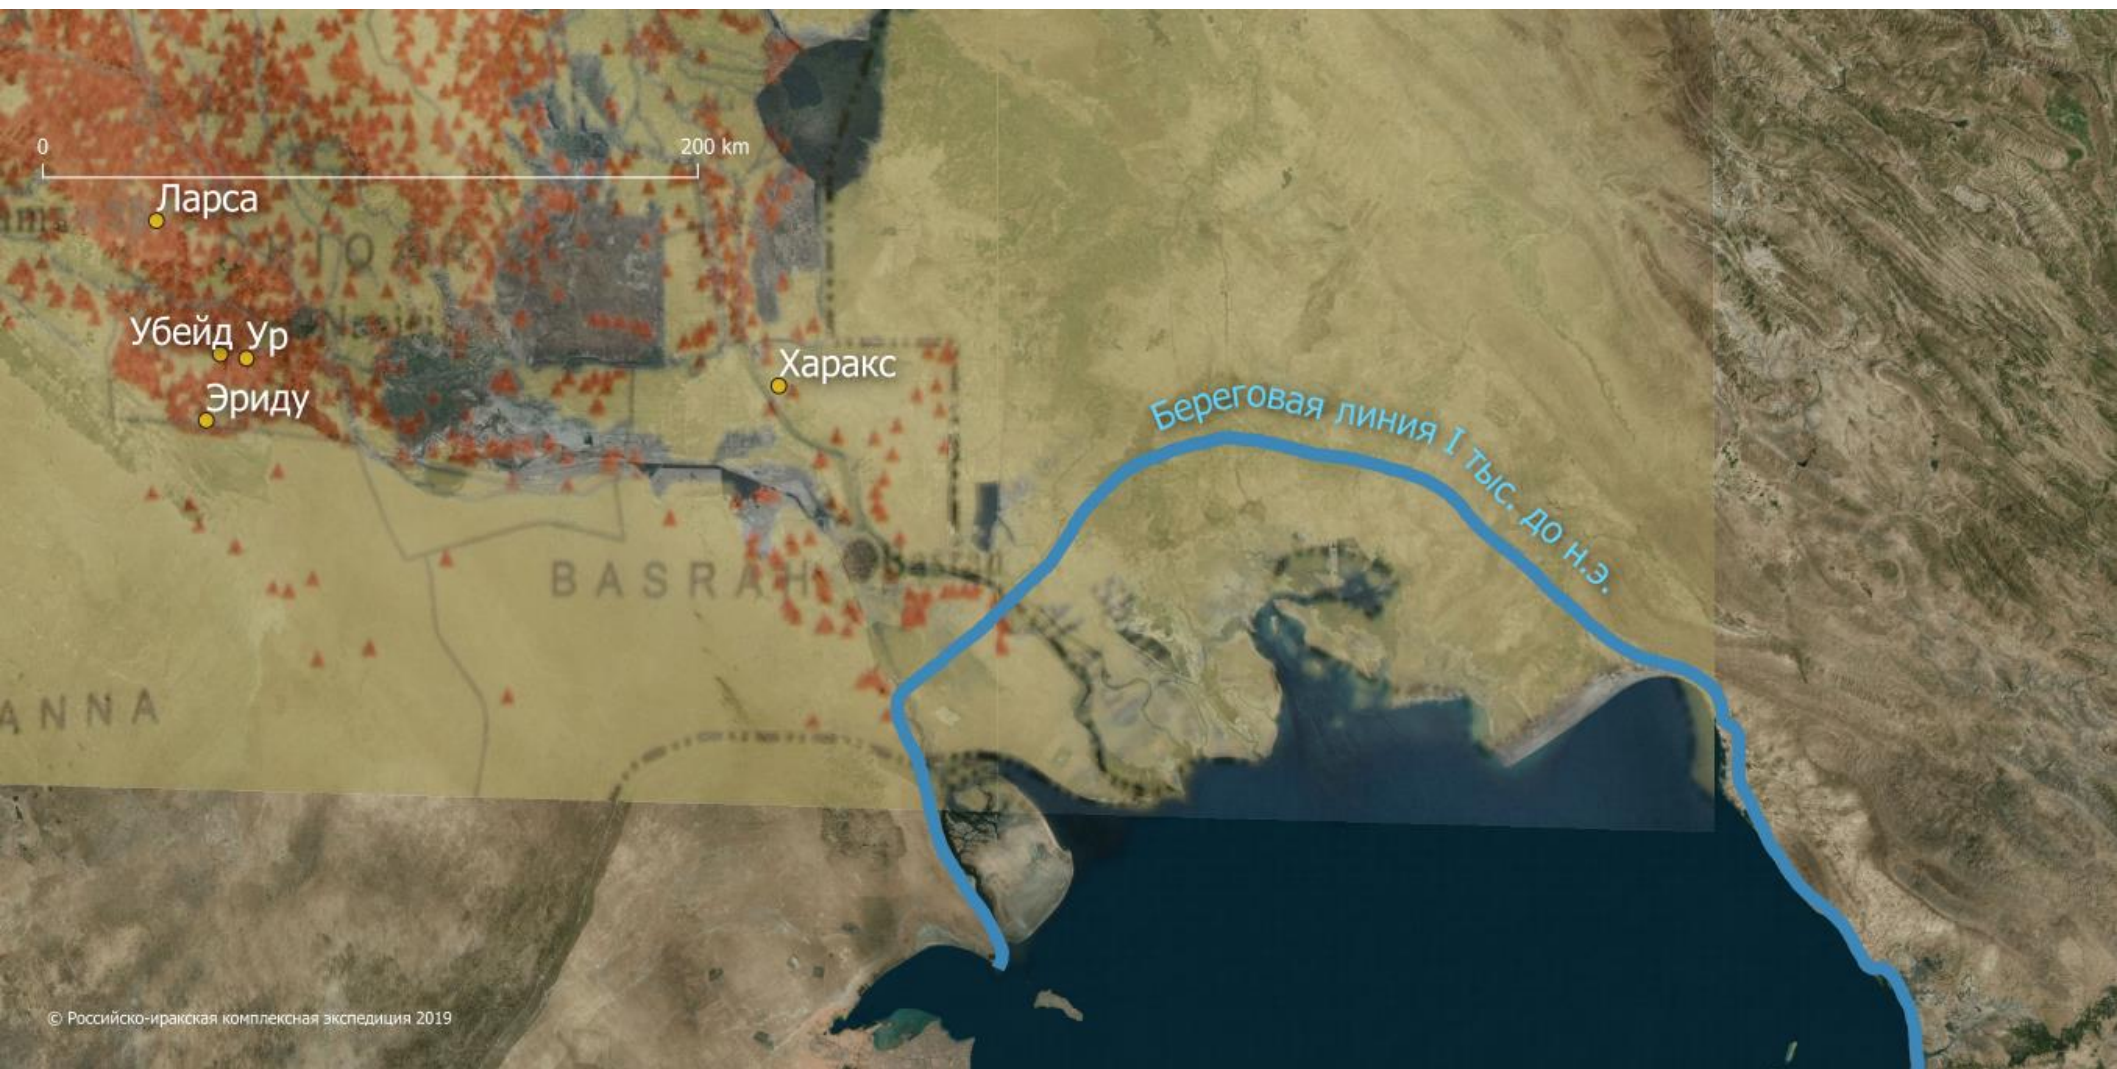 0
200 km
Ларса
Убейд
Ур
Эриду
Харакс
Береговая линия I тыс. до н.э.
BASRAH
ANNA
© Российско-иракская комплексная экспедиция 2019